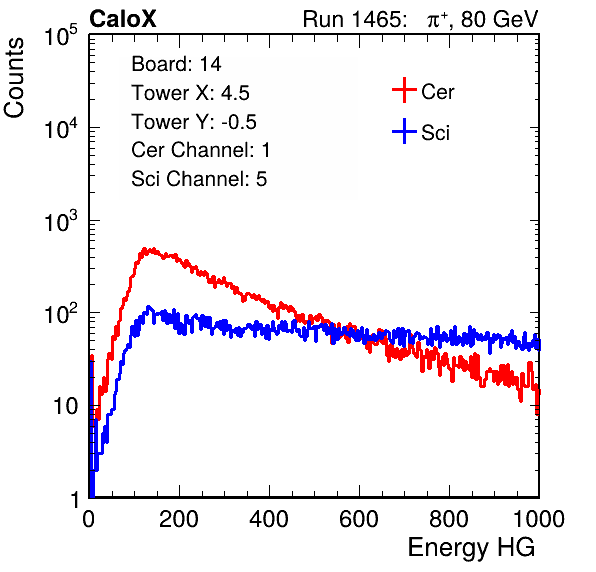 CaloX Run 1465: π⁺, 80 GeV
Counts
Board: 14
Tower X: 4.5
Tower Y: -0.5
Cer Channel: 1
Sci Channel: 5
Cer
Sci
10⁵
10⁴
10³
10²
10
1
0 200 400 600 800 1000
Energy HG